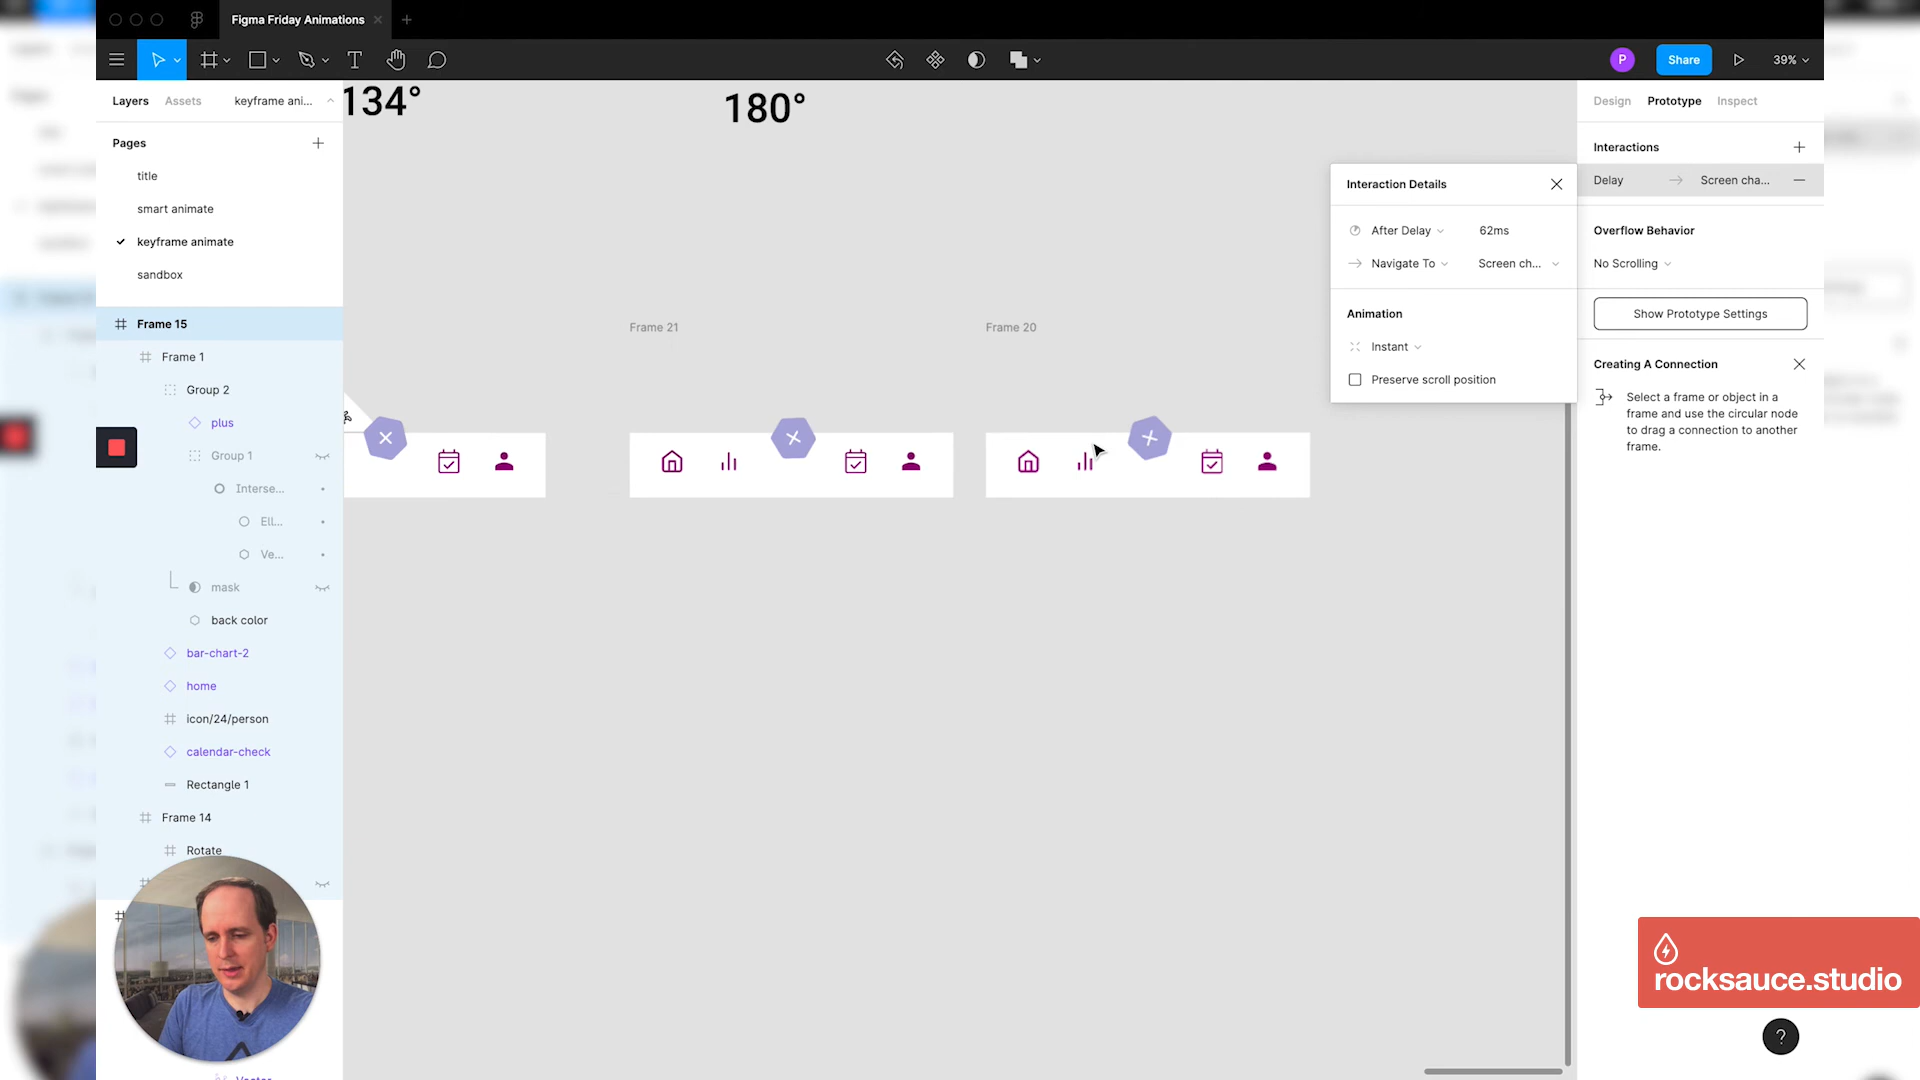 Figma Friday Animations
P
Share
39%
Layers
Assets
keyframe ani...
134°
180°
Design
Prototype
Inspect
Pages
title
smart animate
keyframe animate
sandbox
Interactions
Delay
Screen cha...
Interaction Details
After Delay
62ms
Navigate To
Screen ch...
Animation
Instant
Preserve scroll position
Overflow Behavior
No Scrolling
Show Prototype Settings
Creating A Connection
Select a frame or object in a
frame and use the circular node
to drag a connection to another
frame.
Frame 21
Frame 20
Frame 15
Frame 1
Group 2
plus
Group 1
Interse...
Ell...
Ve...
mask
back color
bar-chart-2
home
icon/24/person
calendar-check
Rectangle 1
Frame 14
Rotate
Vector
rocksauce.studio
?